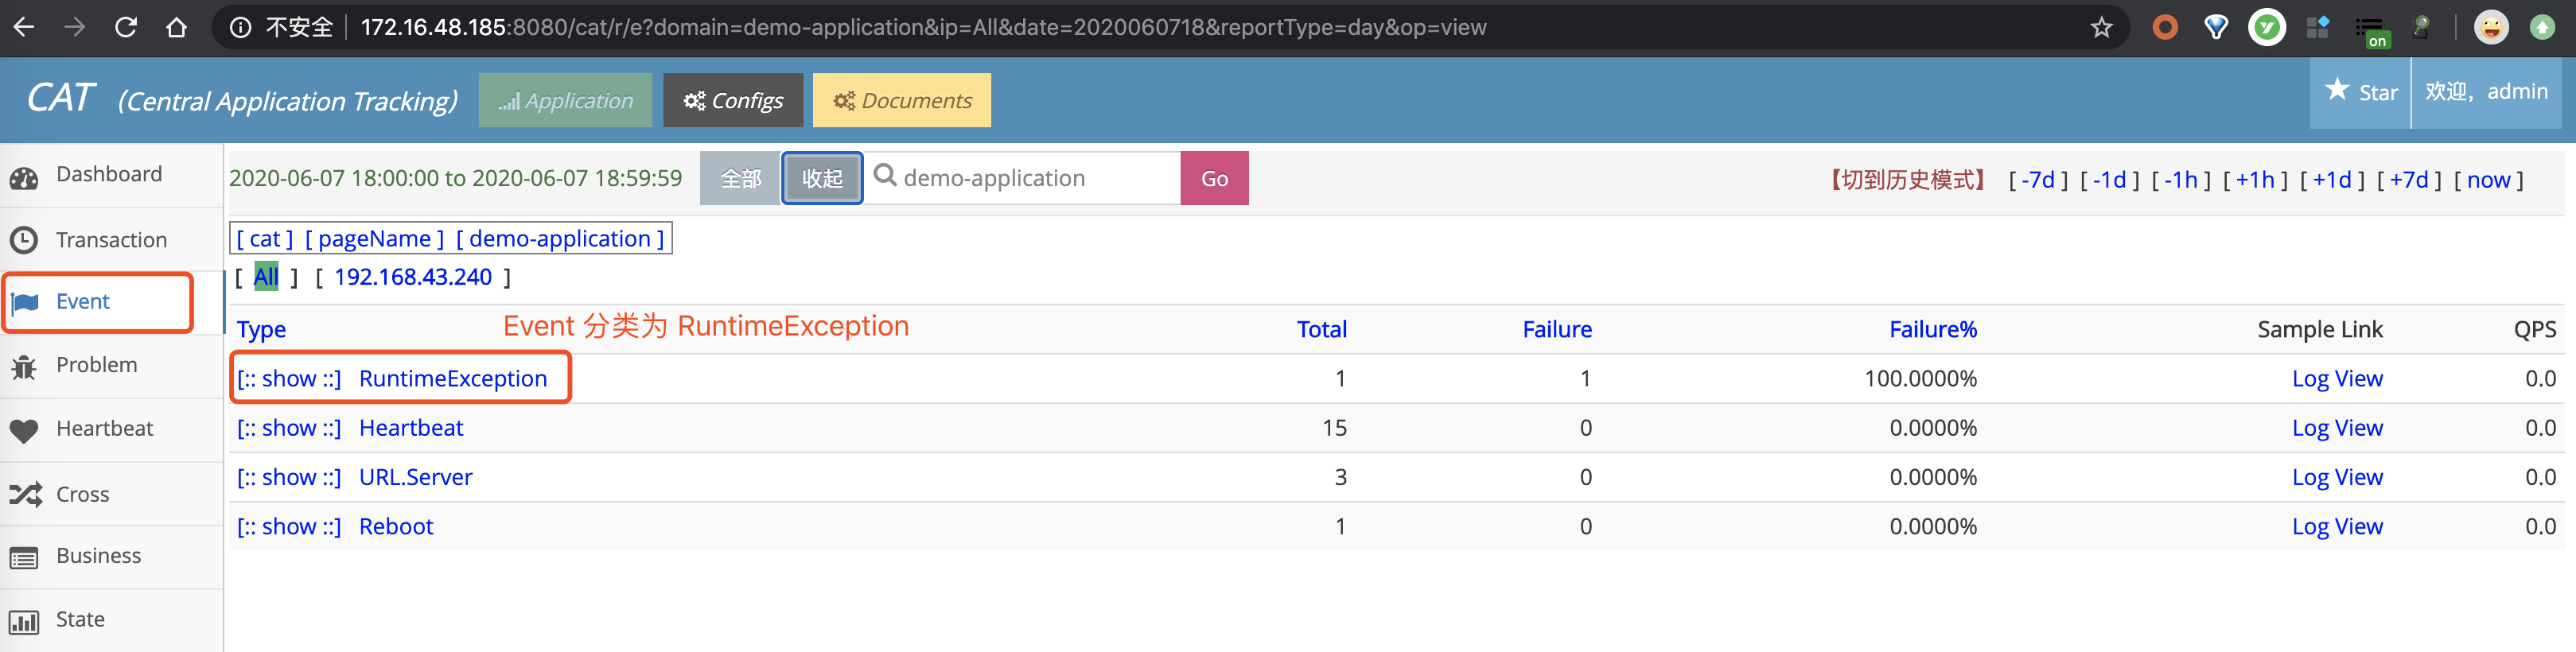 不安全 172.16.48.185:8080/cat/r/e?domain=demo-application&ip=All&date=2020060718&reportType=day&op=view on
CAT (Central Application Tracking) Application Configs Documents Star 欢迎，admin
Dashboard
Transaction
Event
Problem
Heartbeat
Cross
Business
State
2020-06-07 18:00:00 to 2020-06-07 18:59:59 全部 收起 demo-application Go 【切到历史模式】 [ -7d ] [ -1d ] [ -1h ] [ +1h ] [ +1d ] [ +7d ] [ now ]
[ cat ] [ pageName ] [ demo-application ]
[ All ] [ 192.168.43.240 ]
Event 分类为 RuntimeException
Type Total Failure Failure% Sample Link QPS
[:: show ::] RuntimeException 1 1 100.0000% Log View 0.0
[:: show ::] Heartbeat 15 0 0.0000% Log View 0.0
[:: show ::] URL.Server 3 0 0.0000% Log View 0.0
[:: show ::] Reboot 1 0 0.0000% Log View 0.0